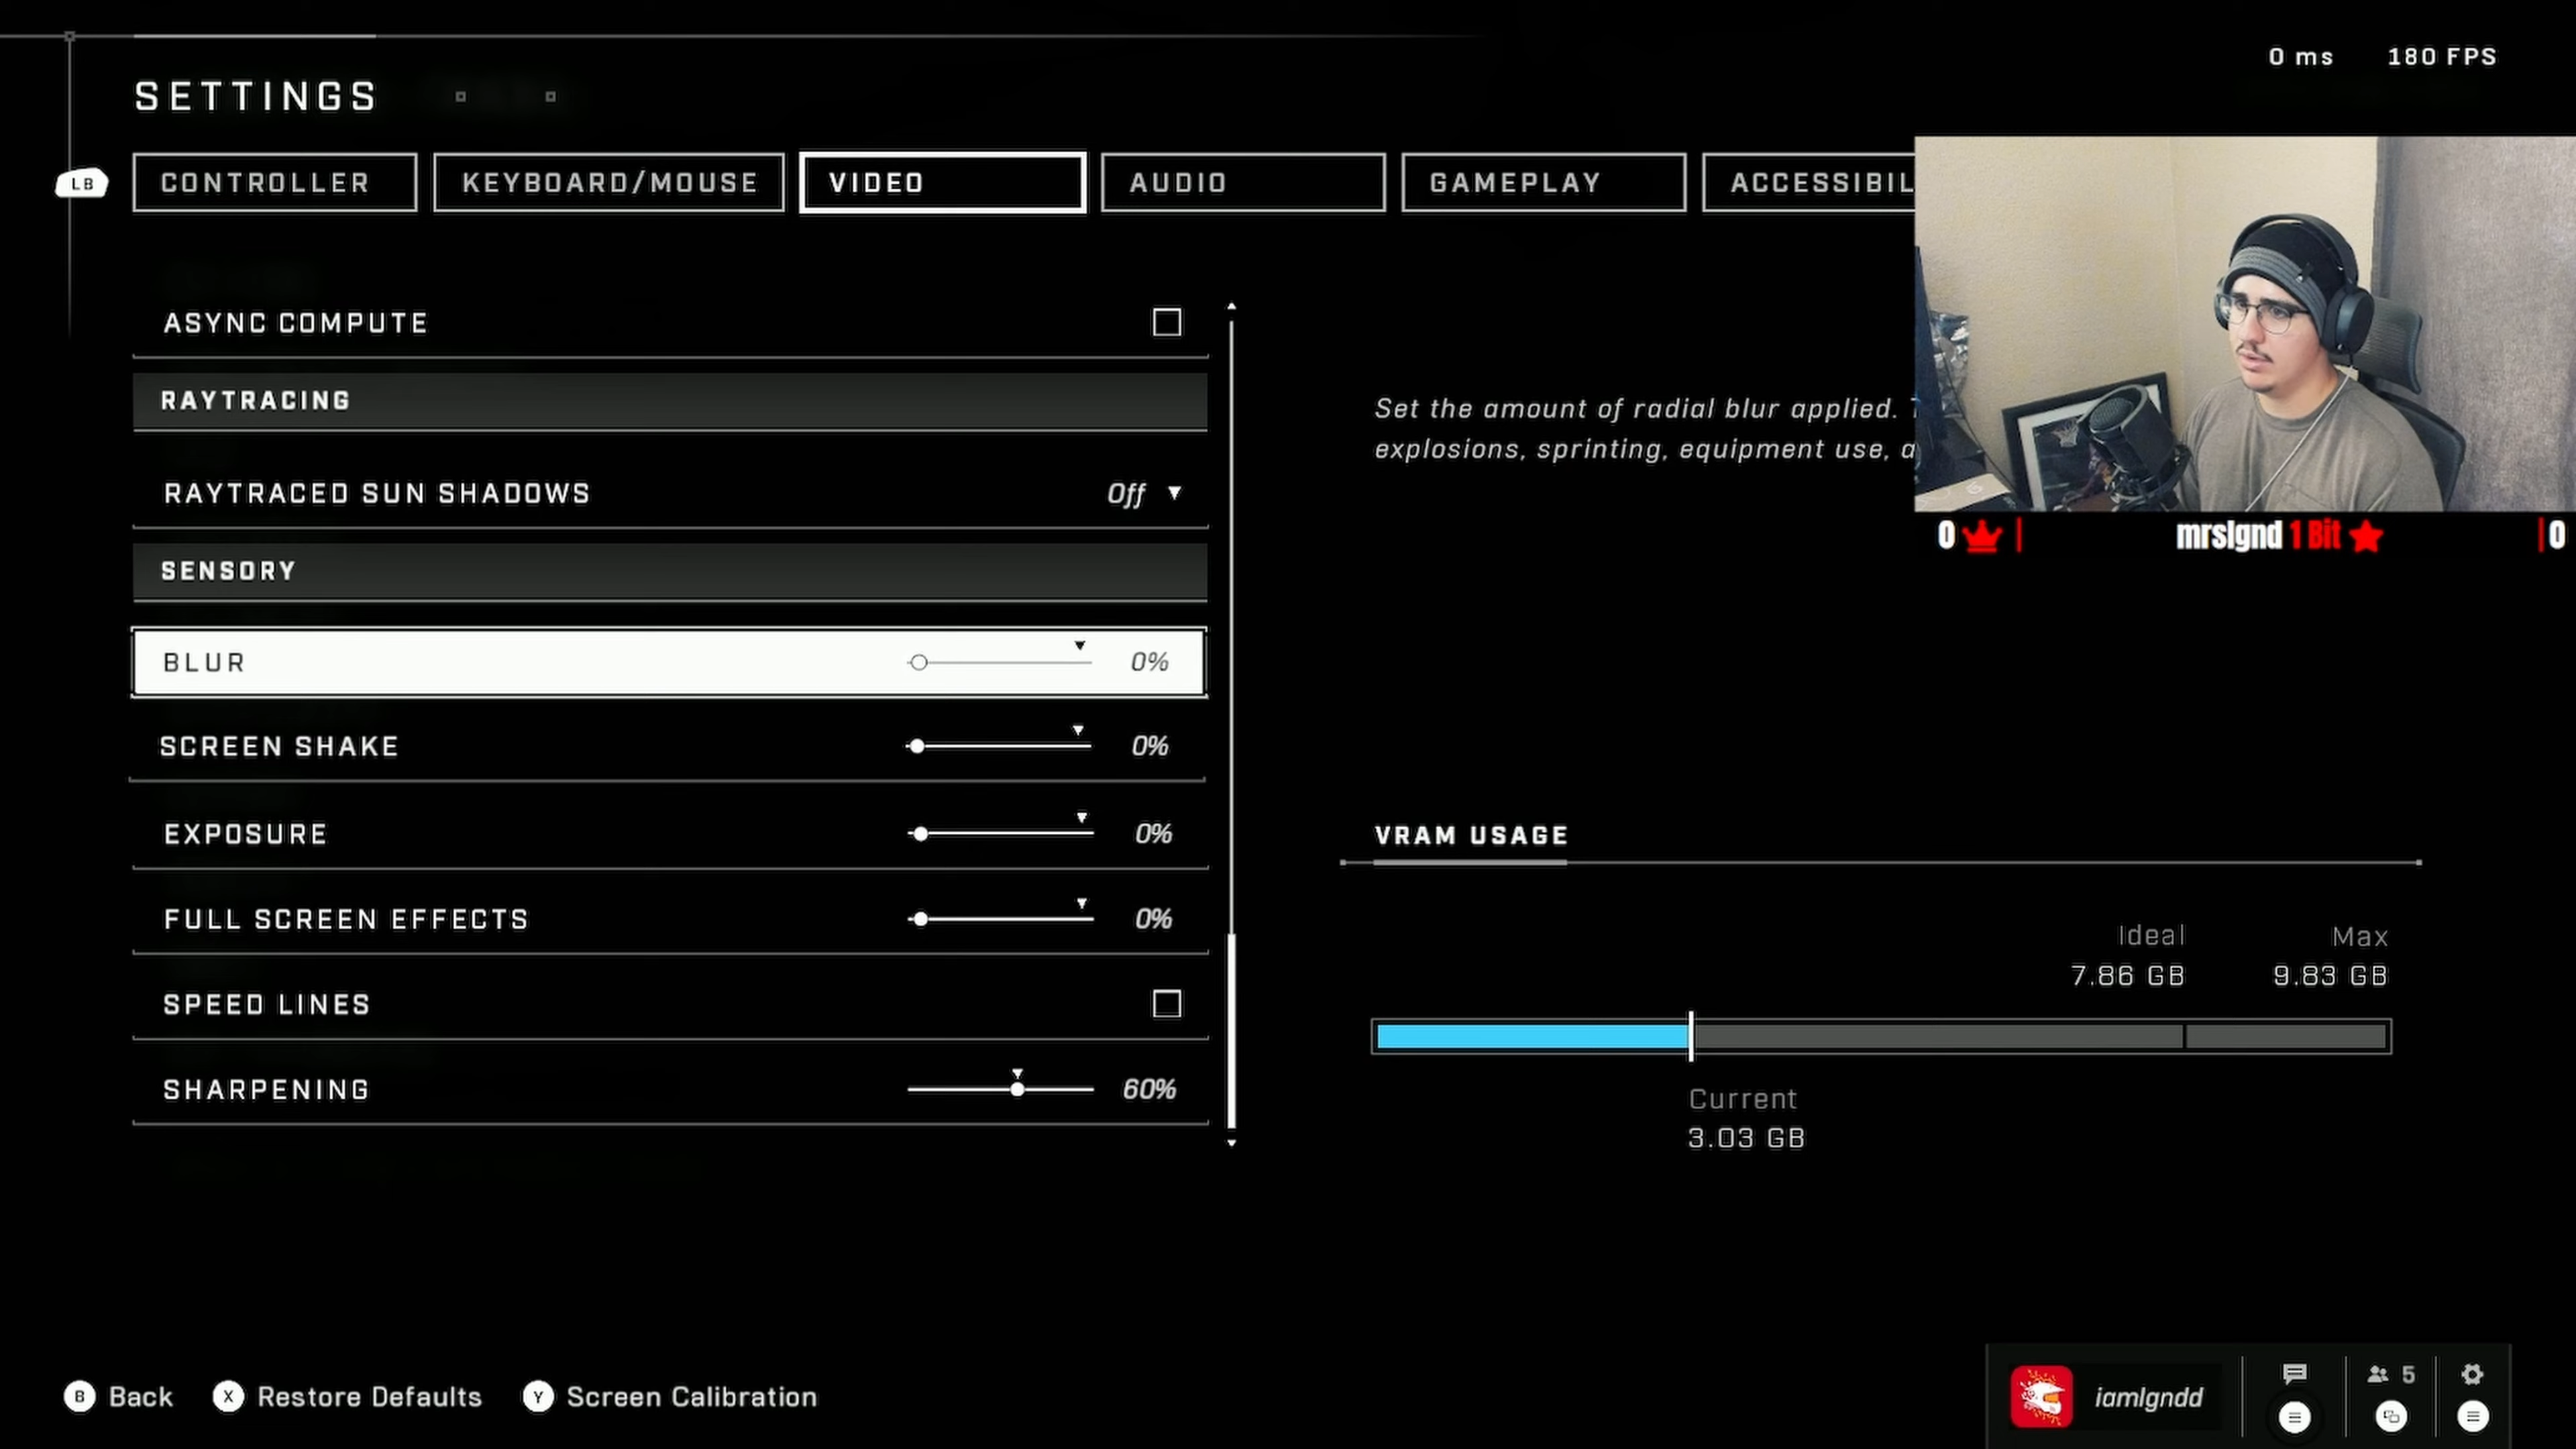 0 ms 180 FPS
SETTINGS
LB CONTROLLER KEYBOARD/MOUSE VIDEO AUDIO GAMEPLAY ACCESSIBIL
ASYNC COMPUTE
RAYTRACING
RAYTRACED SUN SHADOWS Off
SENSORY
BLUR 0%
SCREEN SHAKE 0%
EXPOSURE 0%
FULL SCREEN EFFECTS 0%
SPEED LINES
SHARPENING 60%
Set the amount of radial blur applied.
explosions, sprinting, equipment use,
0 mrslgnd 1 Bit 0
VRAM USAGE
Ideal Max
7.86 GB 9.83 GB
Current
3.03 GB
B Back X Restore Defaults Y Screen Calibration
iamlgndd 5